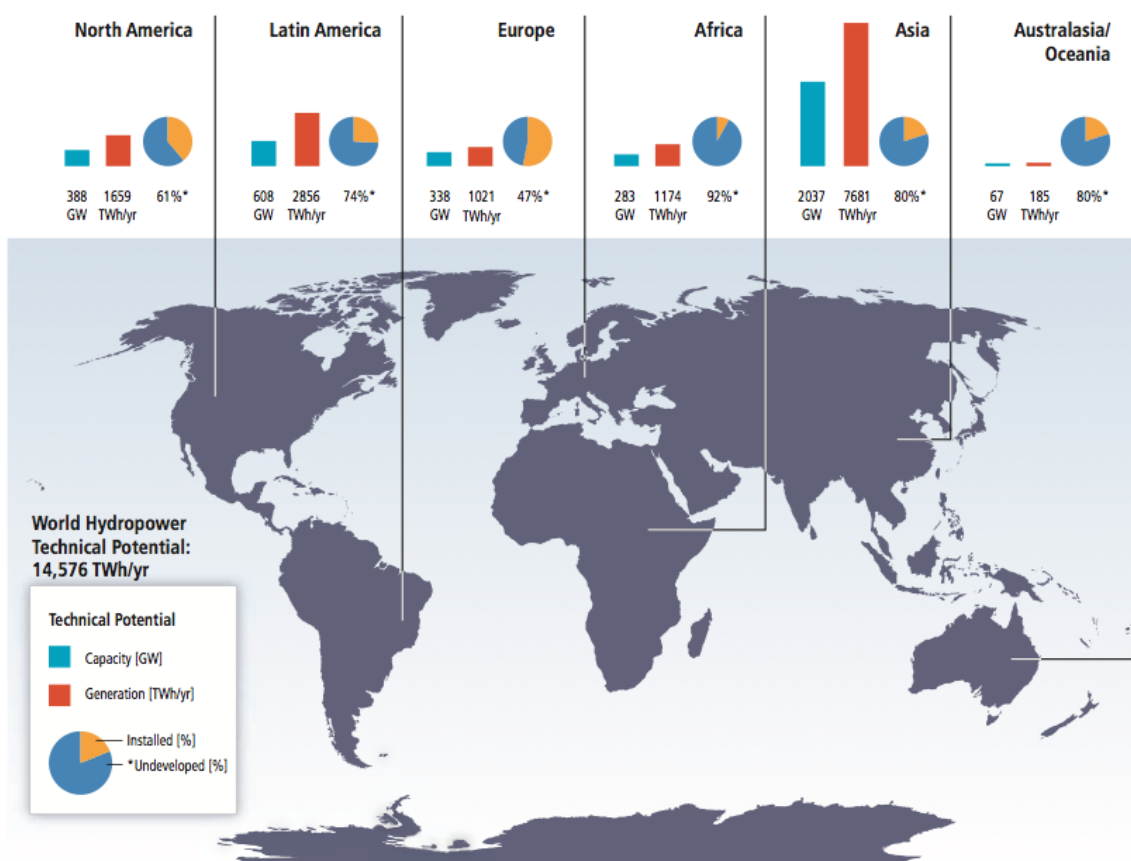 North America
388
GW
1659
TWh/yr
61%*
Latin America
608
GW
2856
TWh/yr
74%*
Europe
338
GW
1021
TWh/yr
47%*
Africa
283
GW
1174
TWh/yr
92%*
Asia
2037
GW
7681
TWh/yr
80%*
Australasia/
Oceania
67
GW
185
TWh/yr
80%*
World Hydropower
Technical Potential:
14,576 TWh/yr
Technical Potential
Capacity [GW]
Generation [TWh/yr]
Installed [%]
*Undeveloped [%]